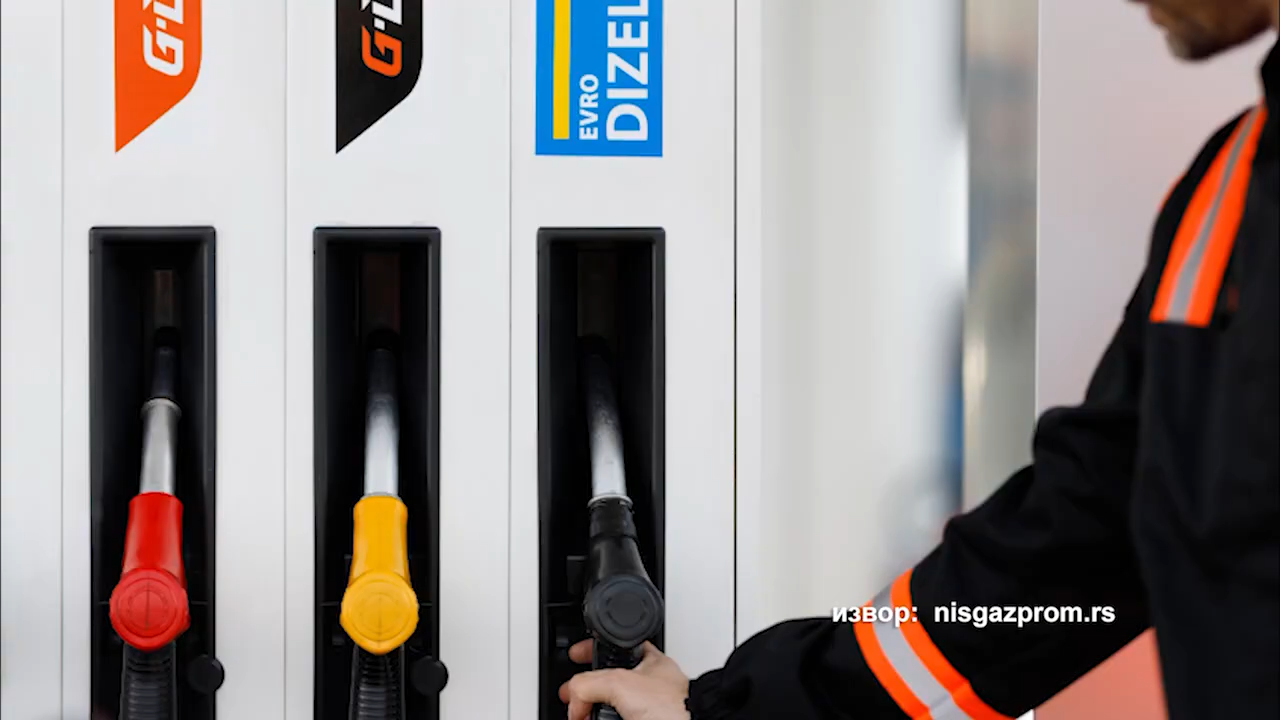 EVRO
DIZEL
извор: nisgazprom.rs